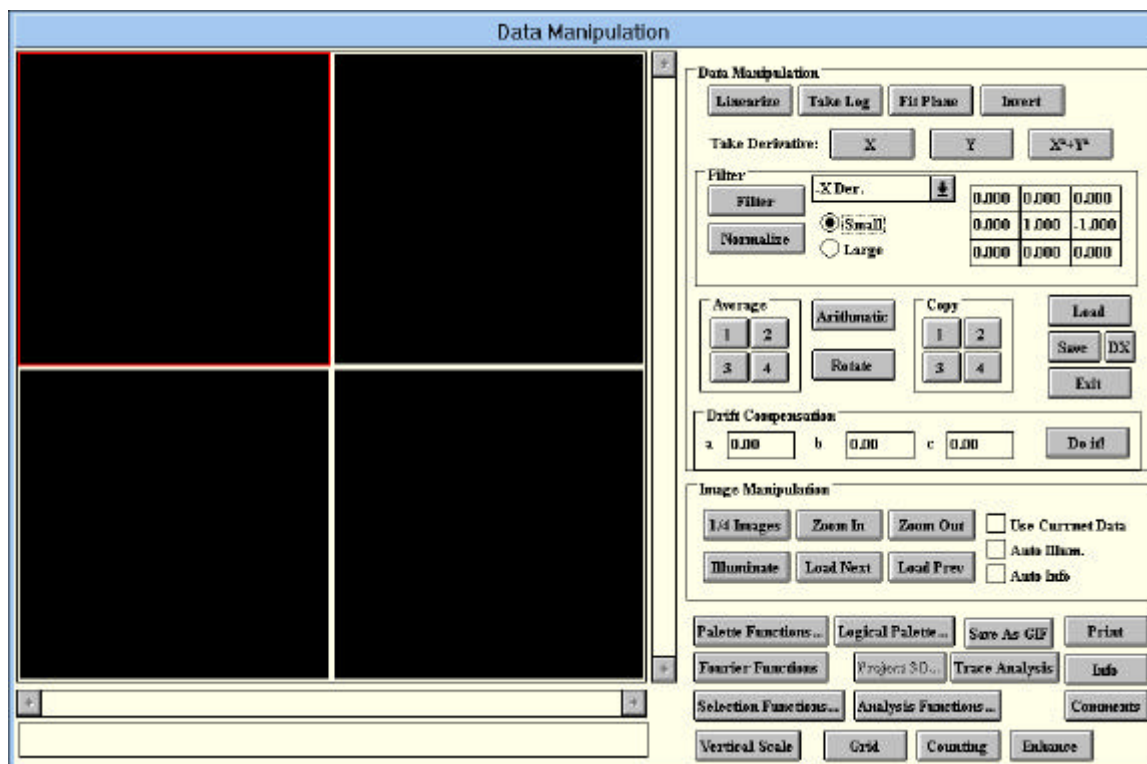 Data Manipulation
Data Manipulation
Linearize Take Log Fit Plane Invert
Take Derivative: X Y X²+Y²
Filter
Filter -X Der.
0.000 0.000 0.000
Normalize Small 0.000 1.000 -1.000
Large 0.000 0.000 0.000
Average Arithmatic Copy Load
1 2 1 2
Save DX
3 4 Rotate 3 4
Exit
Drift Compensation
a 0.00 b 0.00 c 0.00 Do it!
Image Manipulation
1/4 Images Zoom In Zoom Out Use Currnet Data
Auto Illum.
Illuminate Load Next Load Prev Auto Info
Palette Functions... Logical Palette... Save As GIF Print
Fourier Functions Project 3D... Trace Analysis Info
Selection Functions... Analysis Functions... Comments
Vertical Scale Grid Counting Enhance